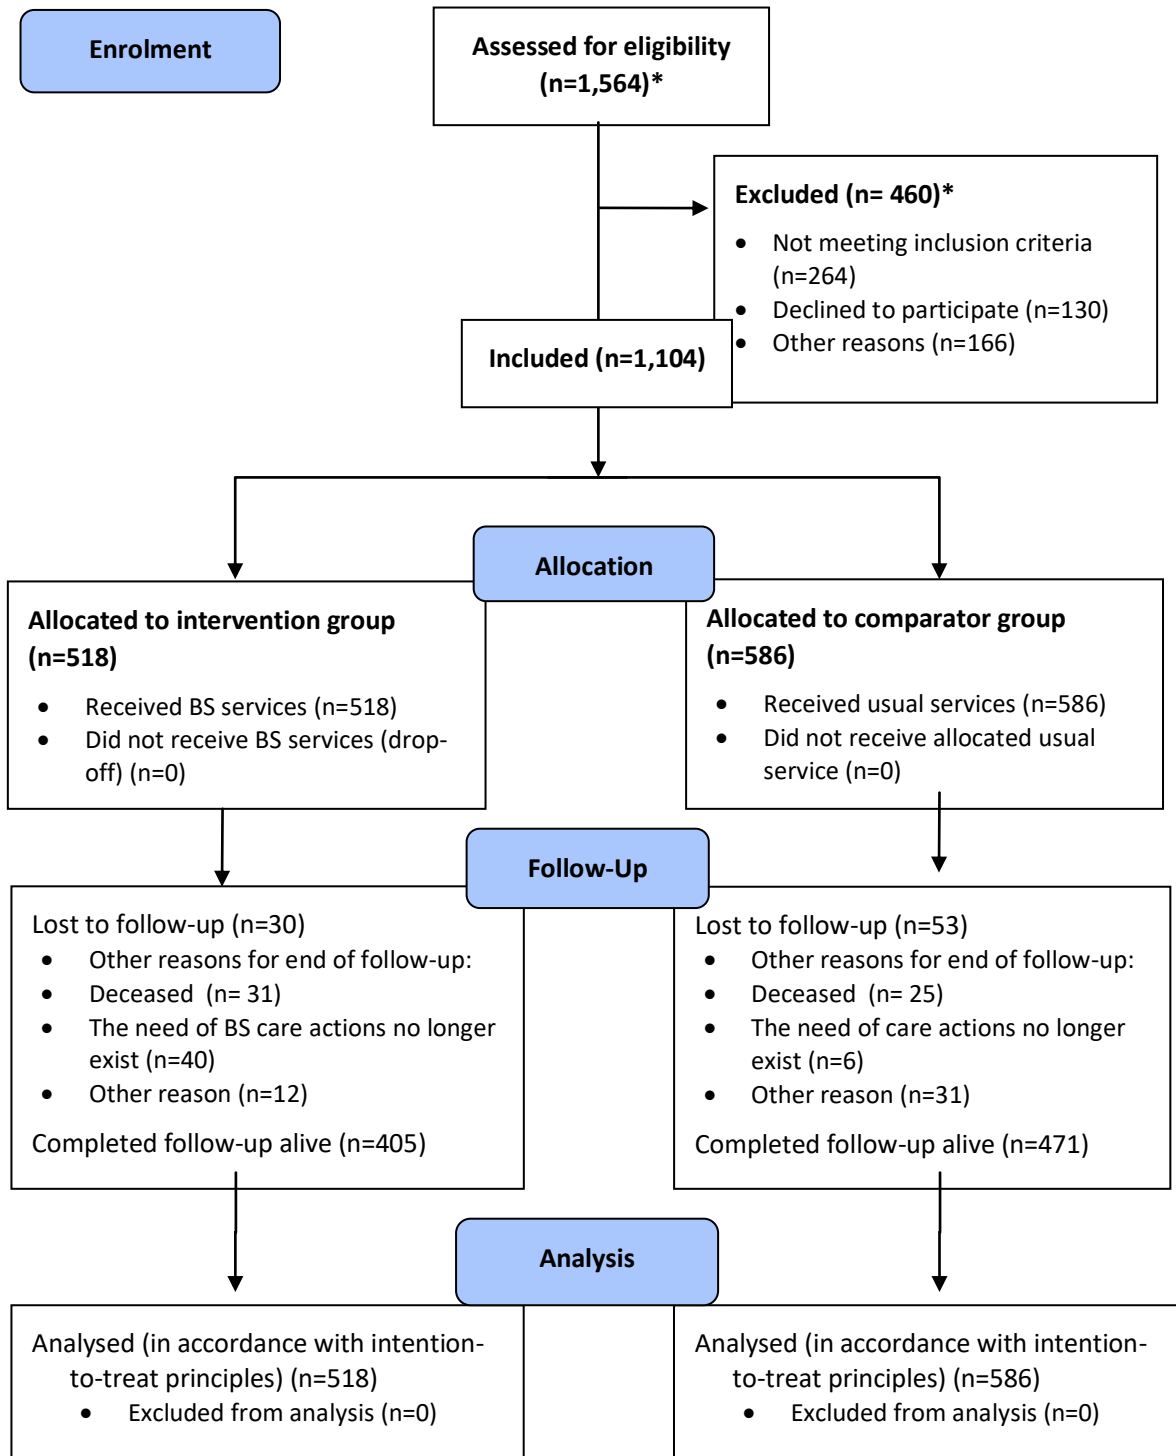 Enrolment
Assessed for eligibility
(n=1,564)*
Excluded (n= 460)*
• Not meeting inclusion criteria
(n=264)
• Declined to participate (n=130)
• Other reasons (n=166)
Included (n=1,104)
Allocation
Allocated to intervention group
(n=518)
• Received BS services (n=518)
• Did not receive BS services (drop-
off) (n=0)
Allocated to comparator group
(n=586)
• Received usual services (n=586)
• Did not receive allocated usual
service (n=0)
Follow-Up
Lost to follow-up (n=30)
• Other reasons for end of follow-up:
• Deceased (n= 31)
• The need of BS care actions no longer
exist (n=40)
• Other reason (n=12)
Completed follow-up alive (n=405)
Lost to follow-up (n=53)
• Other reasons for end of follow-up:
• Deceased (n= 25)
• The need of care actions no longer
exist (n=6)
• Other reason (n=31)
Completed follow-up alive (n=471)
Analysis
Analysed (in accordance with intention-
to-treat principles) (n=518)
• Excluded from analysis (n=0)
Analysed (in accordance with intention-
to-treat principles) (n=586)
• Excluded from analysis (n=0)